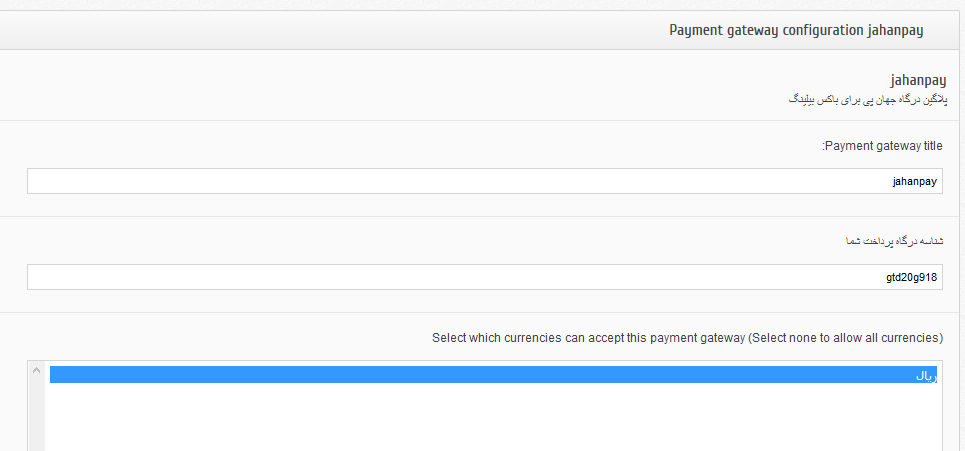 Payment gateway configuration jahanpay
jahanpay
پلاگین درگاه جهان پی برای باکس بیلینگ
Payment gateway title:
jahanpay
شناسه درگاه پرداخت شما
gtd20g918
Select which currencies can accept this payment gateway (Select none to allow all currencies)
ریال